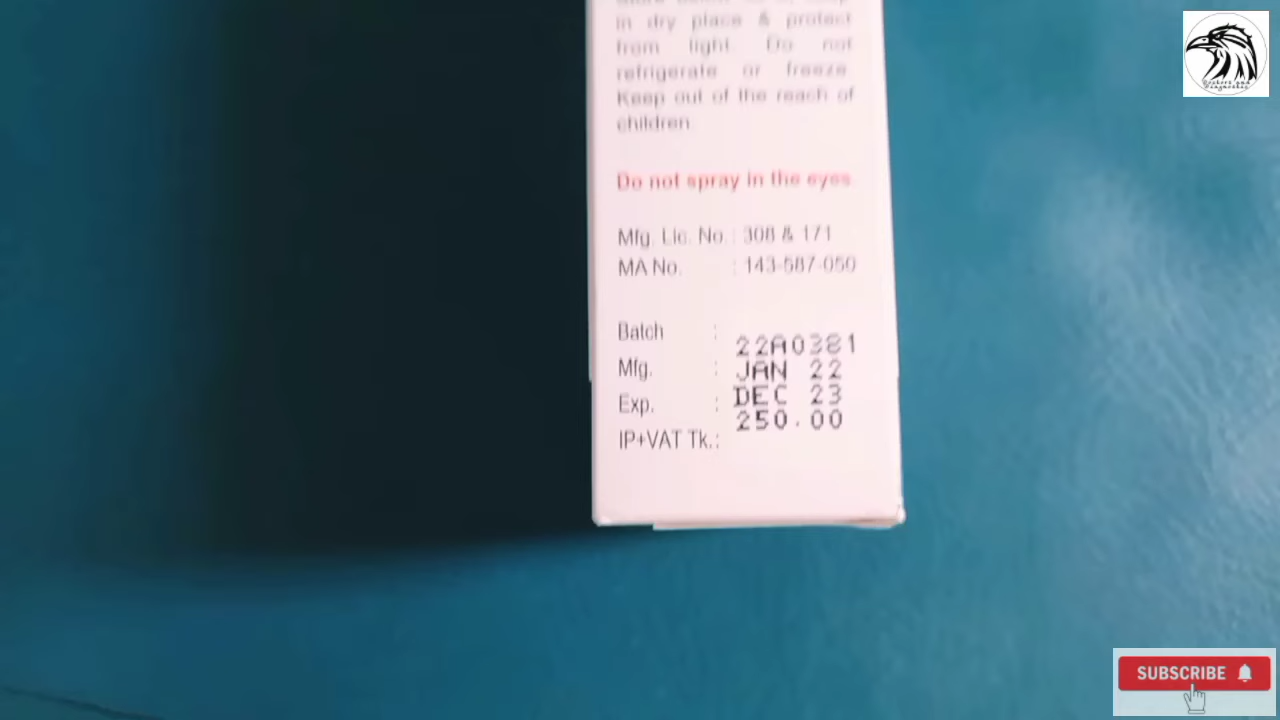 in dry place & protect
from light. Do not
refrigerate or freeze.
Keep out of the reach of
children.
Do not spray in the eyes
Mfg. Lic. No. : 308 & 171
MA No. : 143-587-050
Batch : 22A0381
Mfg. : JAN 22
Exp. : DEC 23
IP+VAT Tk.: 250.00
SUBSCRIBE